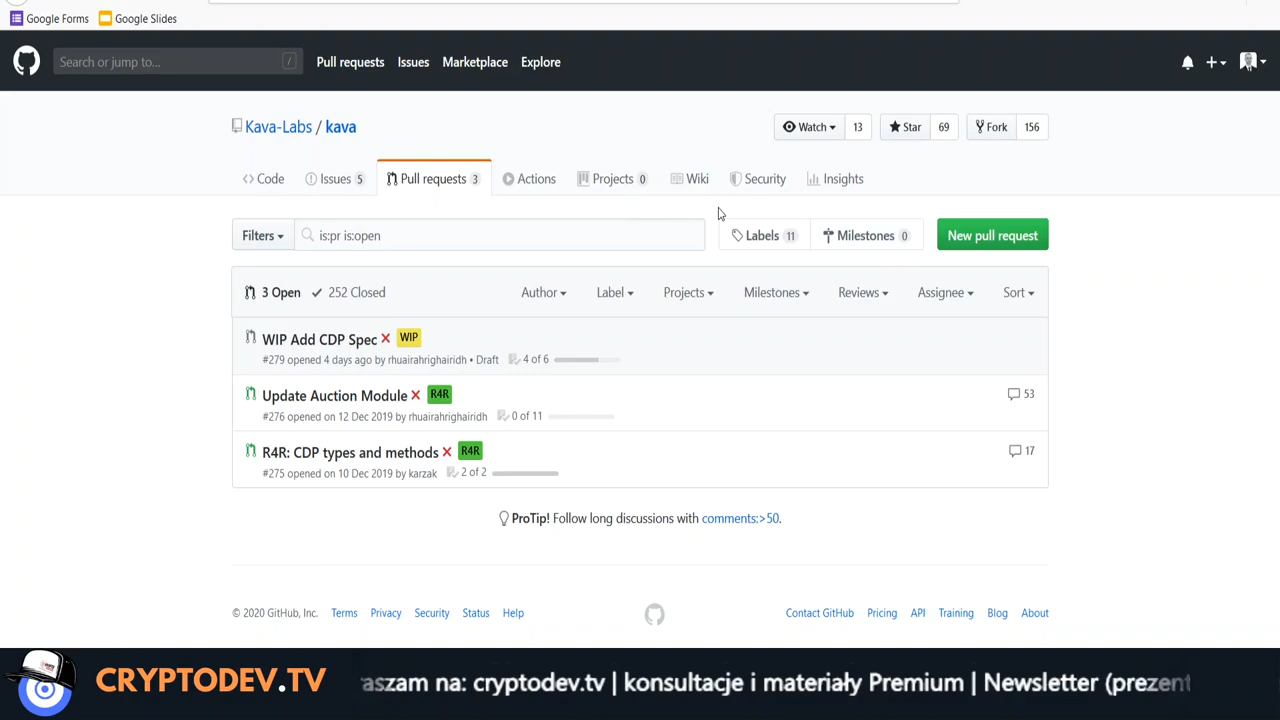 Google Forms Google Slides
Search or jump to... / Pull requests Issues Marketplace Explore
Kava-Labs / kava Watch 13 Star 69 Fork 156
Code Issues 5 Pull requests 3 Actions Projects 0 Wiki Security Insights
Filters is:pr is:open Labels 11 Milestones 0 New pull request
3 Open 252 Closed Author Label Projects Milestones Reviews Assignee Sort
WIP Add CDP Spec WIP
#279 opened 4 days ago by rhuairahrighairidh • Draft 4 of 6
Update Auction Module R4R 53
#276 opened on 12 Dec 2019 by rhuairahrighairidh 0 of 11
R4R: CDP types and methods R4R 17
#275 opened on 10 Dec 2019 by karzak 2 of 2
ProTip! Follow long discussions with comments:>50.
© 2020 GitHub, Inc. Terms Privacy Security Status Help Contact GitHub Pricing API Training Blog About
CRYPTODEV.TV aszam na: cryptodev.tv | konsultacje i materiały Premium | Newsletter (prezent